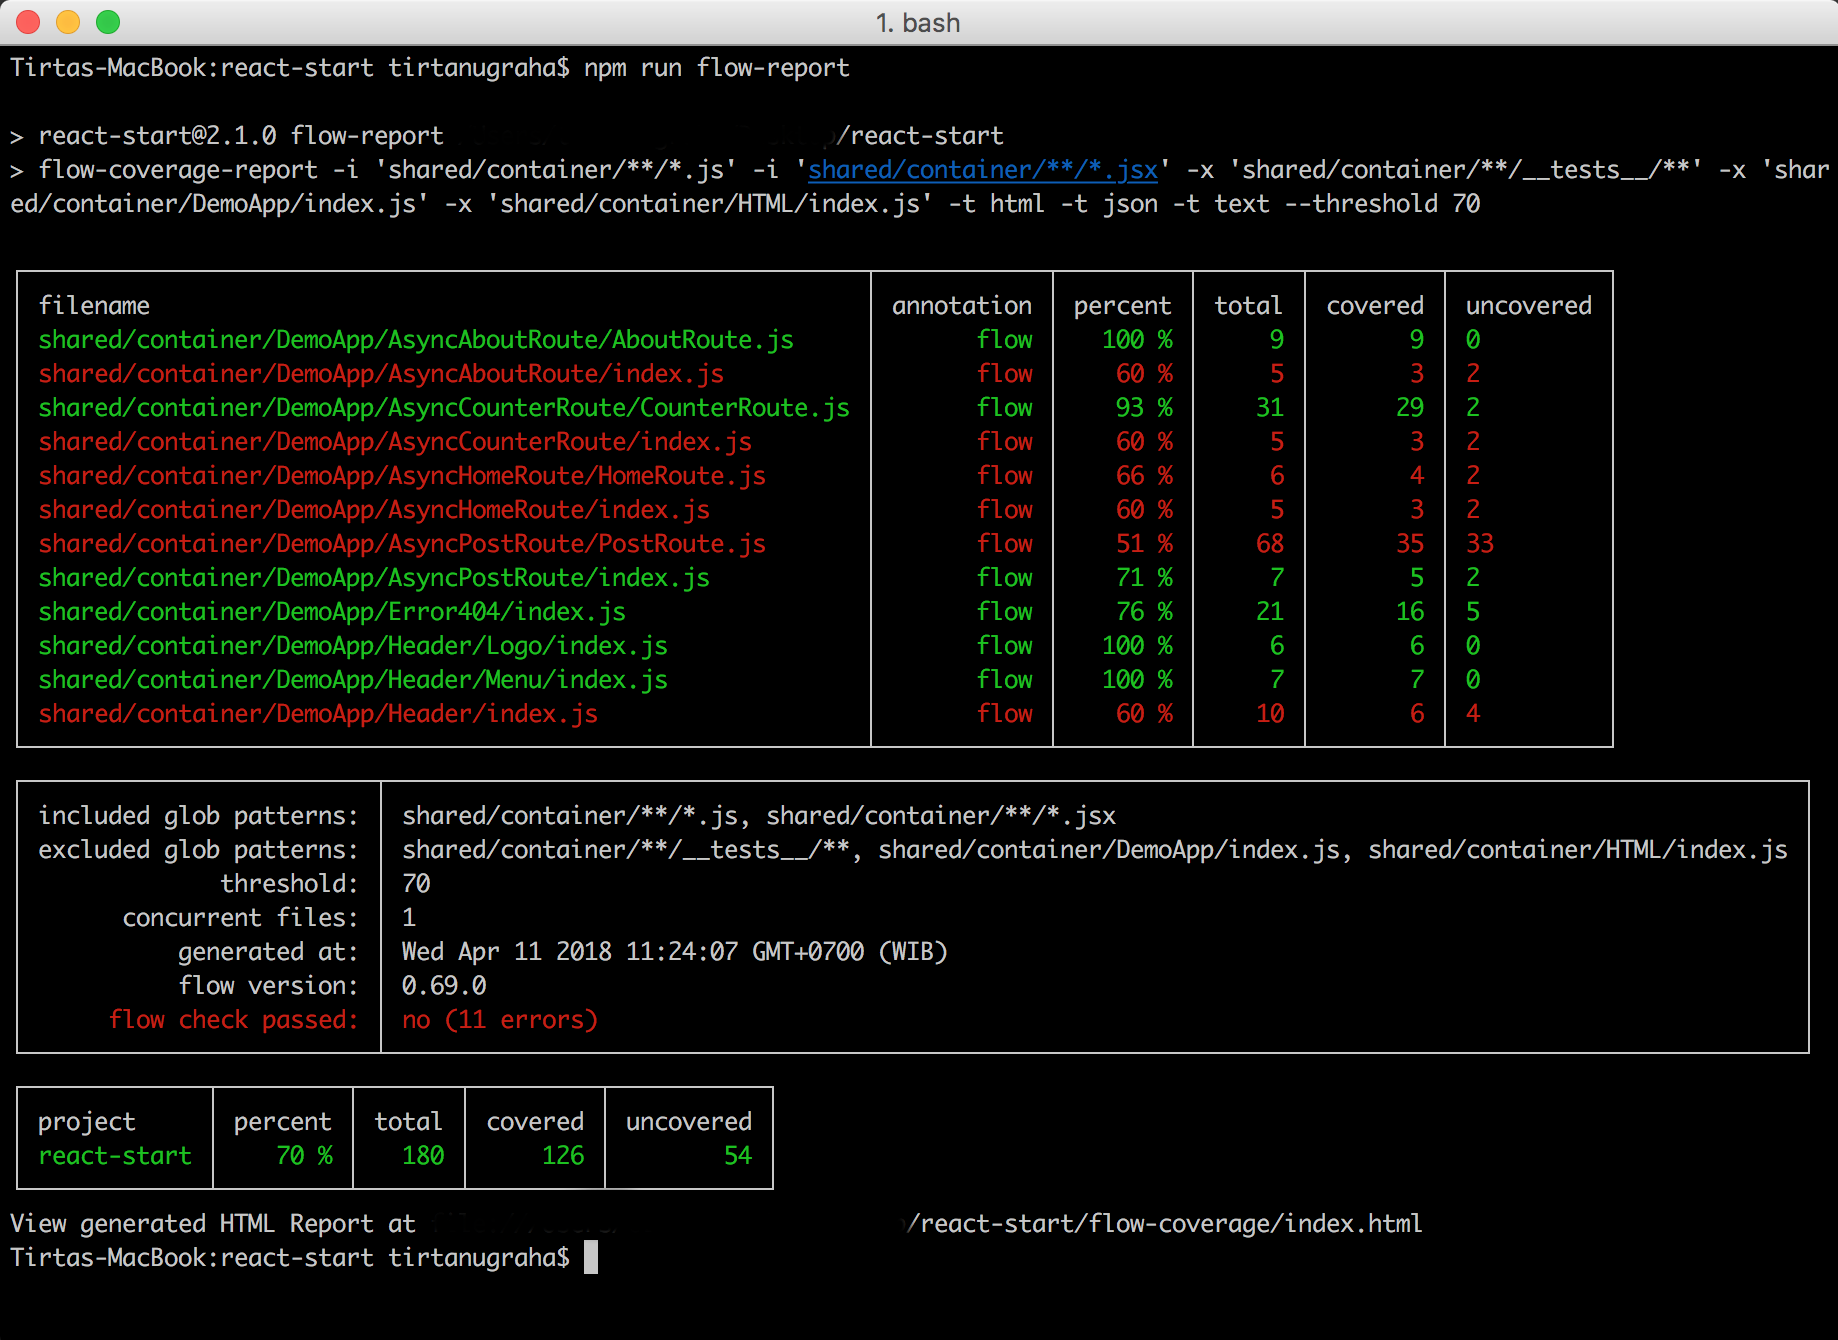 1. bash
Tirtas-MacBook:react-start tirtanugraha$ npm run flow-report
> react-start@2.1.0 flow-report /react-start
> flow-coverage-report -i 'shared/container/**/*.js' -i 'shared/container/**/*.jsx' -x 'shared/container/**/__tests__/**' -x 'shar
ed/container/DemoApp/index.js' -x 'shared/container/HTML/index.js' -t html -t json -t text --threshold 70
filename annotation percent total covered uncovered
shared/container/DemoApp/AsyncAboutRoute/AboutRoute.js flow 100 % 9 9 0
shared/container/DemoApp/AsyncAboutRoute/index.js flow 60 % 5 3 2
shared/container/DemoApp/AsyncCounterRoute/CounterRoute.js flow 93 % 31 29 2
shared/container/DemoApp/AsyncCounterRoute/index.js flow 60 % 5 3 2
shared/container/DemoApp/AsyncHomeRoute/HomeRoute.js flow 66 % 6 4 2
shared/container/DemoApp/AsyncHomeRoute/index.js flow 60 % 5 3 2
shared/container/DemoApp/AsyncPostRoute/PostRoute.js flow 51 % 68 35 33
shared/container/DemoApp/AsyncPostRoute/index.js flow 71 % 7 5 2
shared/container/DemoApp/Error404/index.js flow 76 % 21 16 5
shared/container/DemoApp/Header/Logo/index.js flow 100 % 6 6 0
shared/container/DemoApp/Header/Menu/index.js flow 100 % 7 7 0
shared/container/DemoApp/Header/index.js flow 60 % 10 6 4
included glob patterns: shared/container/**/*.js, shared/container/**/*.jsx
excluded glob patterns: shared/container/**/__tests__/**, shared/container/DemoApp/index.js, shared/container/HTML/index.js
threshold: 70
concurrent files: 1
generated at: Wed Apr 11 2018 11:24:07 GMT+0700 (WIB)
flow version: 0.69.0
flow check passed: no (11 errors)
project percent total covered uncovered
react-start 70 % 180 126 54
View generated HTML Report at /react-start/flow-coverage/index.html
Tirtas-MacBook:react-start tirtanugraha$